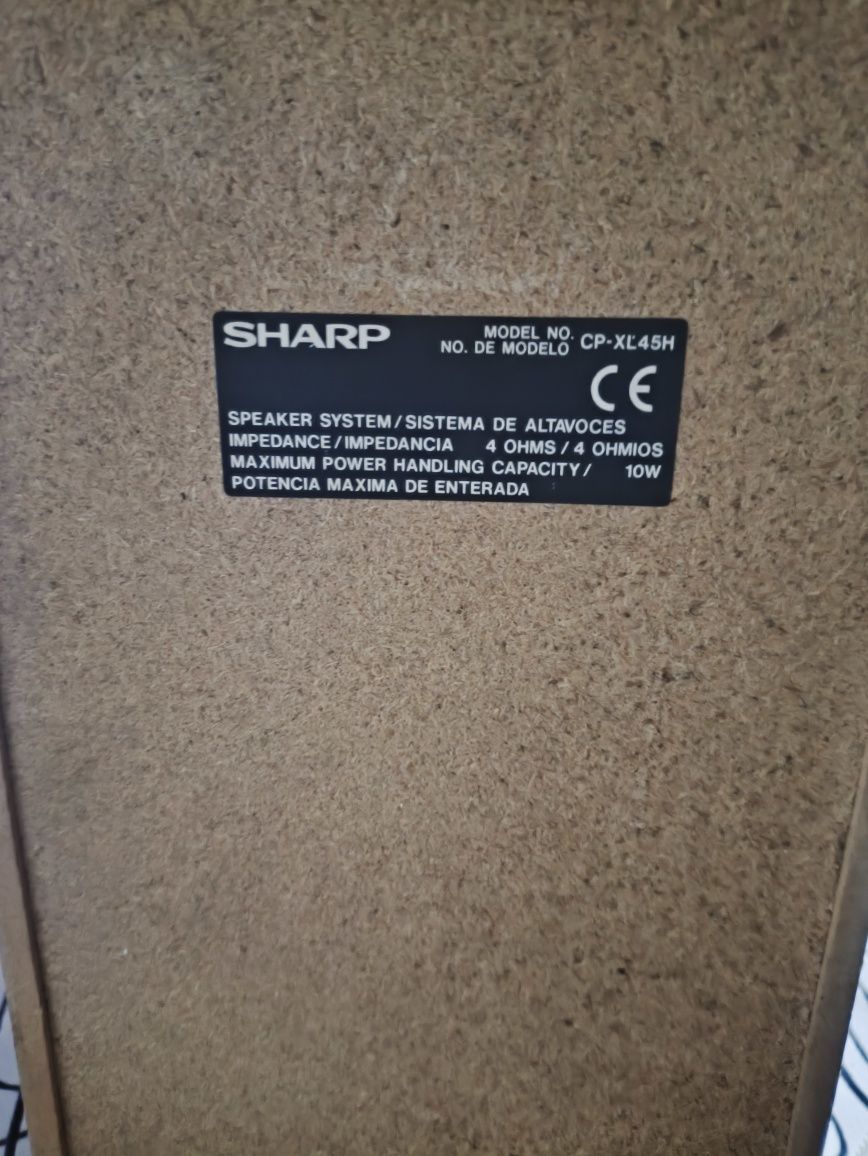 SHARP
MODEL NO.
NO. DE MODELO CP-XL45H
CE
SPEAKER SYSTEM/SISTEMA DE ALTAVOCES
IMPEDANCE/IMPEDANCIA 4 OHMS/4 OHMIOS
MAXIMUM POWER HANDLING CAPACITY/ 10W
POTENCIA MAXIMA DE ENTERADA